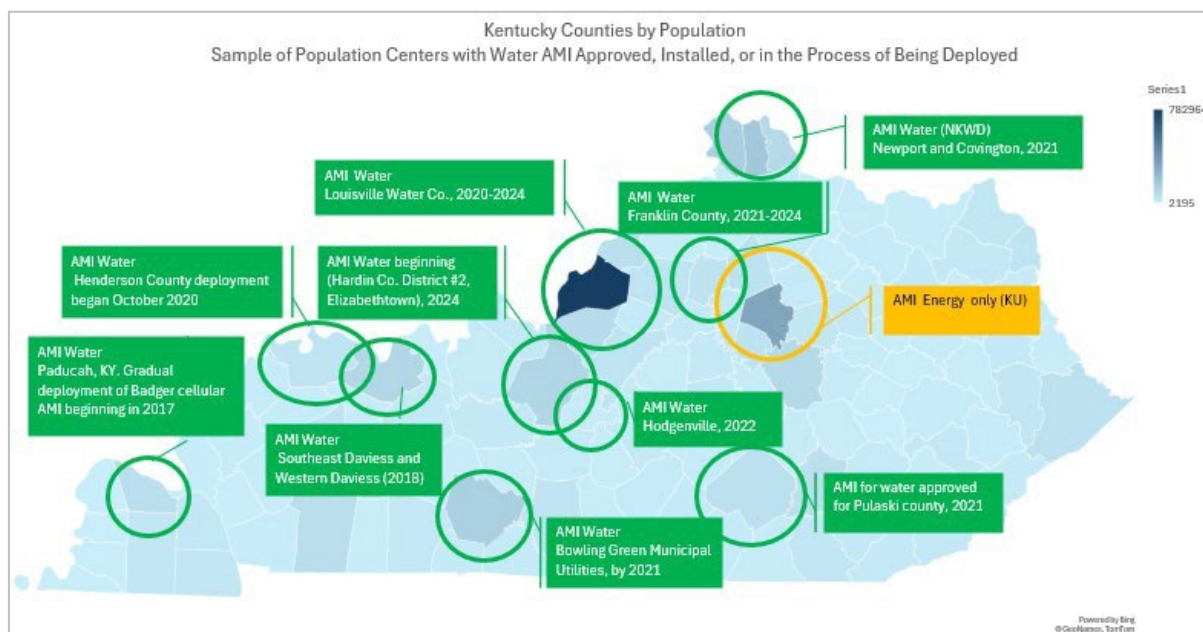 Kentucky Counties by Population
Sample of Population Centers with Water AMI Approved, Installed, or in the Process of Being Deployed
Series1
782964
2195
AMI Water (NKWD)
Newport and Covington, 2021
AMI Water
Louisville Water Co., 2020-2024
AMI Water
Franklin County, 2021-2024
AMI Water
Henderson County deployment
began October 2020
AMI Water beginning
(Hardin Co. District #2,
Elizabethtown), 2024
AMI Energy only (KU)
AMI Water
Paducah, KY. Gradual
deployment of Badger cellular
AMI beginning in 2017
AMI Water
Hodgenville, 2022
AMI Water
Southeast Daviess and
Western Daviess (2018)
AMI for water approved
for Pulaski county, 2021
AMI Water
Bowling Green Municipal
Utilities, by 2021
Powered by Bing
© GeoNames, TomTom